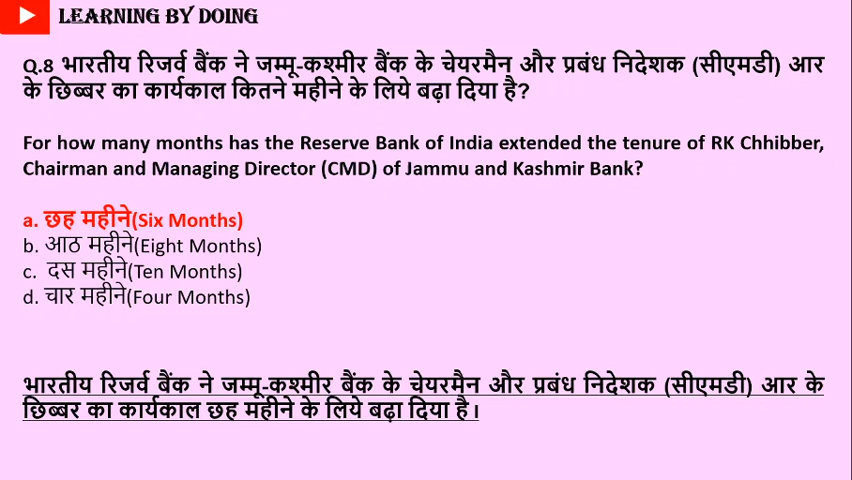 LEARNING BY DOING
Q.8 भारतीय रिजर्व बैंक ने जम्मू-कश्मीर बैंक के चेयरमैन और प्रबंध निदेशक (सीएमडी) आर
के छिब्बर का कार्यकाल कितने महीने के लिये बढ़ा दिया है?
For how many months has the Reserve Bank of India extended the tenure of RK Chhibber,
Chairman and Managing Director (CMD) of Jammu and Kashmir Bank?
a. छह महीने(Six Months)
b. आठ महीने(Eight Months)
c. दस महीने(Ten Months)
d. चार महीने(Four Months)
भारतीय रिजर्व बैंक ने जम्मू-कश्मीर बैंक के चेयरमैन और प्रबंध निदेशक (सीएमडी) आर के
छिब्बर का कार्यकाल छह महीने के लिये बढ़ा दिया है।